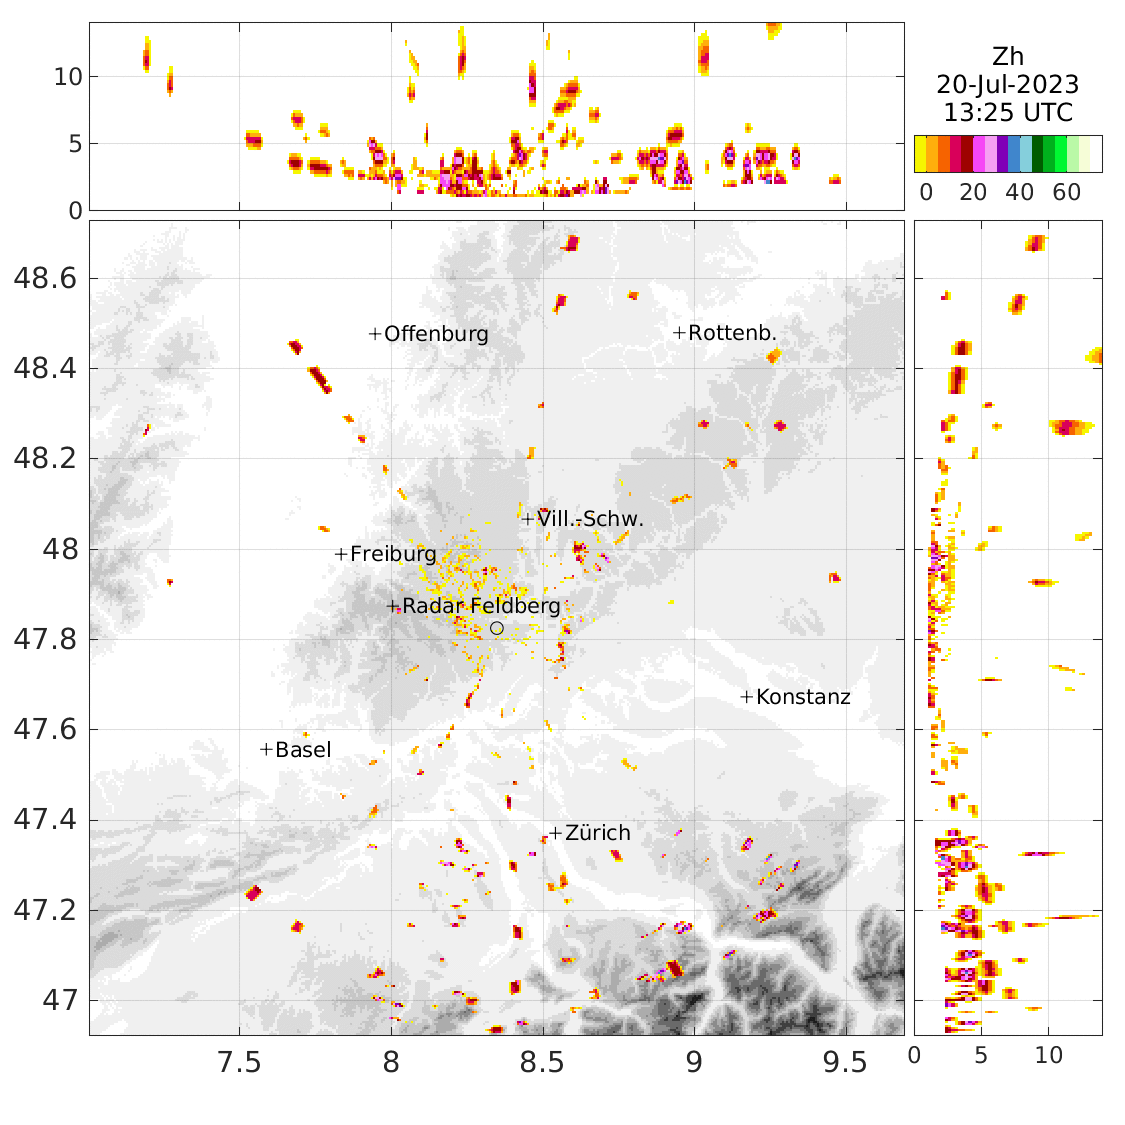 Zh
20-Jul-2023
13:25 UTC
0 20 40 60
10
5
0
48.6
48.4
48.2
48
47.8
47.6
47.4
47.2
47
+Offenburg
+Rottenb.
+Vill.-Schw.
+Freiburg
+Radar Feldberg
+Konstanz
+Basel
+Zürich
7.5 8 8.5 9 9.5
0 5 10